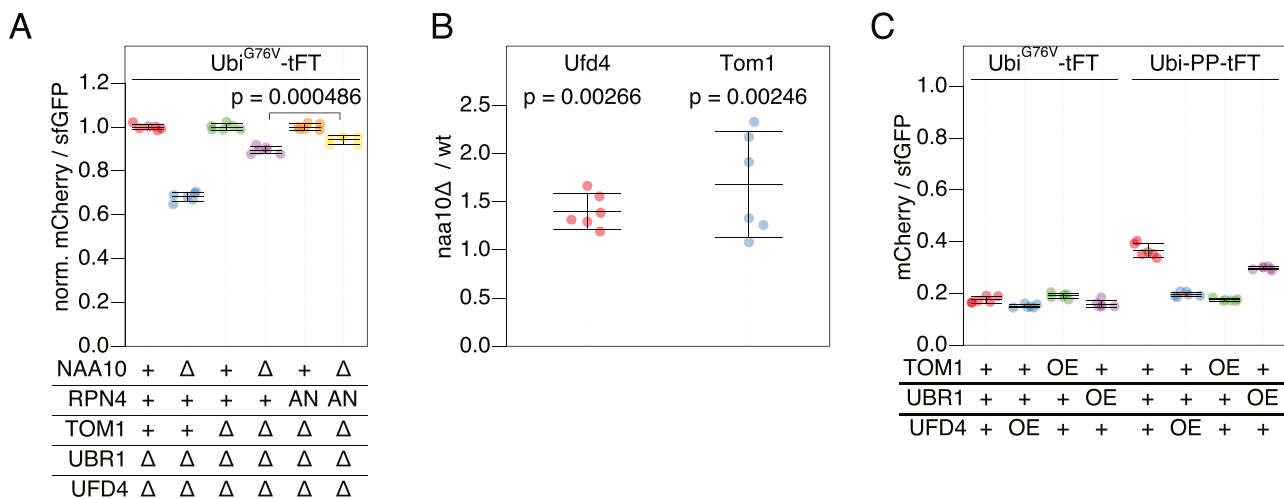 A
Ubi^G76V-tFT
p = 0.000486
norm. mCherry / sfGFP
1.2
1.0
0.8
0.6
0.4
0.2
0.0
NAA10 + Δ + Δ + Δ
RPN4 + + + + AN AN
TOM1 + + Δ Δ Δ Δ
UBR1 Δ Δ Δ Δ Δ Δ
UFD4 Δ Δ Δ Δ Δ Δ
B
Ufd4 Tom1
p = 0.00266 p = 0.00246
naa10Δ / wt
2.5
2.0
1.5
1.0
0.5
0.0
C
Ubi^G76V-tFT Ubi-PP-tFT
mCherry / sfGFP
1.0
0.8
0.6
0.4
0.2
0.0
TOM1 + + OE + + + OE +
UBR1 + + + OE + + + OE
UFD4 + OE + + + OE + +